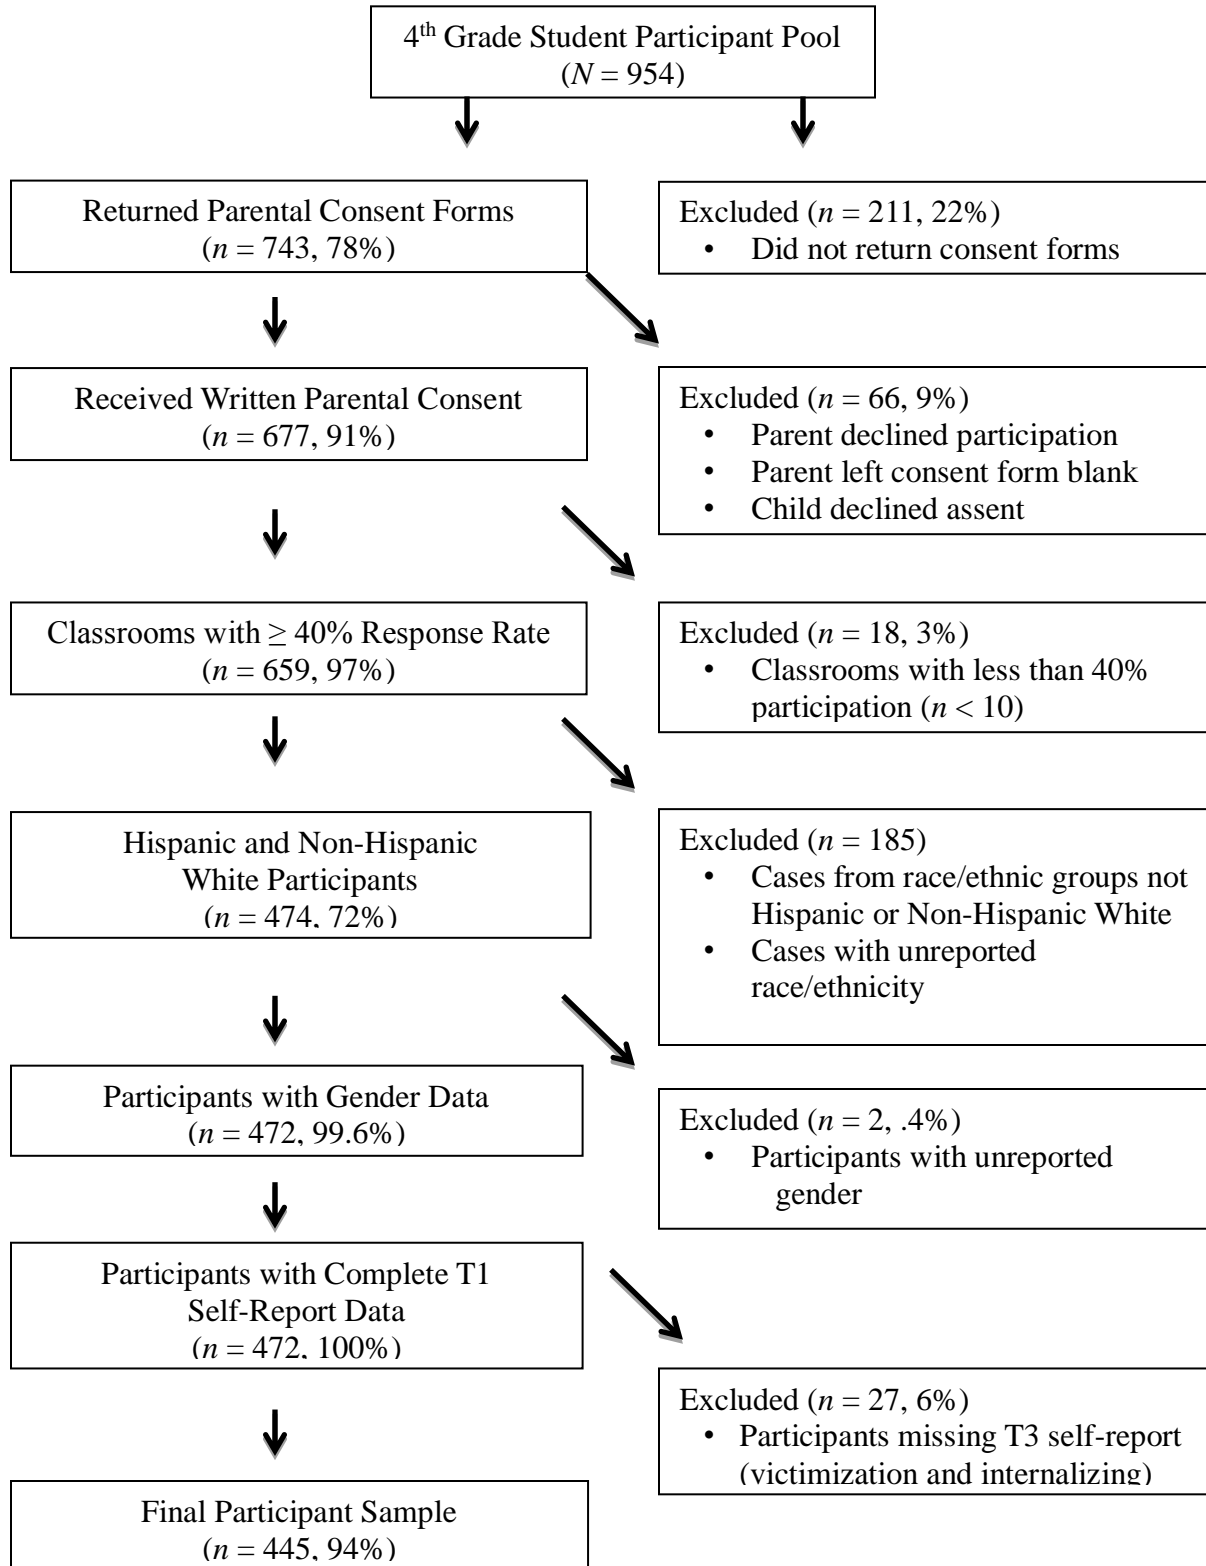 4th Grade Student Participant Pool
(N = 954)
Returned Parental Consent Forms
(n = 743, 78%)
Excluded (n = 211, 22%)
• Did not return consent forms
Received Written Parental Consent
(n = 677, 91%)
Excluded (n = 66, 9%)
• Parent declined participation
• Parent left consent form blank
• Child declined assent
Classrooms with ≥ 40% Response Rate
(n = 659, 97%)
Excluded (n = 18, 3%)
• Classrooms with less than 40%
participation (n < 10)
Hispanic and Non-Hispanic
White Participants
(n = 474, 72%)
Excluded (n = 185)
• Cases from race/ethnic groups not
Hispanic or Non-Hispanic White
• Cases with unreported
race/ethnicity
Participants with Gender Data
(n = 472, 99.6%)
Excluded (n = 2, .4%)
• Participants with unreported
gender
Participants with Complete T1
Self-Report Data
(n = 472, 100%)
Excluded (n = 27, 6%)
• Participants missing T3 self-report
(victimization and internalizing)
Final Participant Sample
(n = 445, 94%)